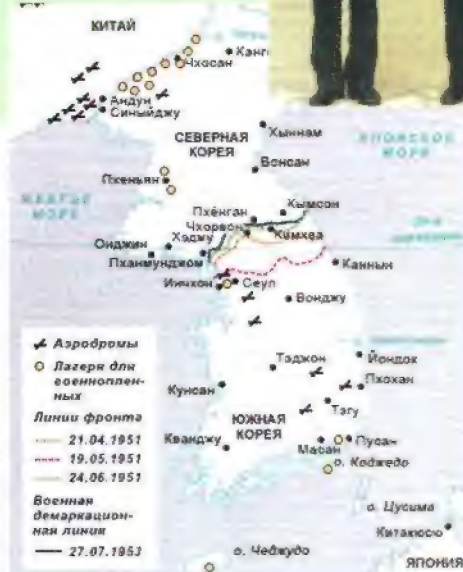 КИТАЙ
Чхосан
Андун
Синыйджу
СЕВЕРНАЯ
КОРЕЯ
Хыннам
ЯПОНСКОЕ
МОРЕ
Вонсан
Пхеньян
ЖЕЛТОЕ
МОРЕ
Пхёнган
Кымсон
Чхорвон
Кимхва
Онджин
Хэджу
Пханмунджом
Каннын
Инчхон
Сеул
Вонджу
Тэджон
Йондок
Пхохан
Кунсан
Тэгу
ЮЖНАЯ
КОРЕЯ
Кванджу
Масан
Пусан
о. Коджедо
о. Цусима
Китакюсю
о. Чеджудо
ЯПОНИЯ
Аэродромы
Лагеря для
военноплен-
ных
Линии фронта
21.04.1951
19.05.1951
24.06.1951
Военная
демаркацион-
ная линия
27.07.1953